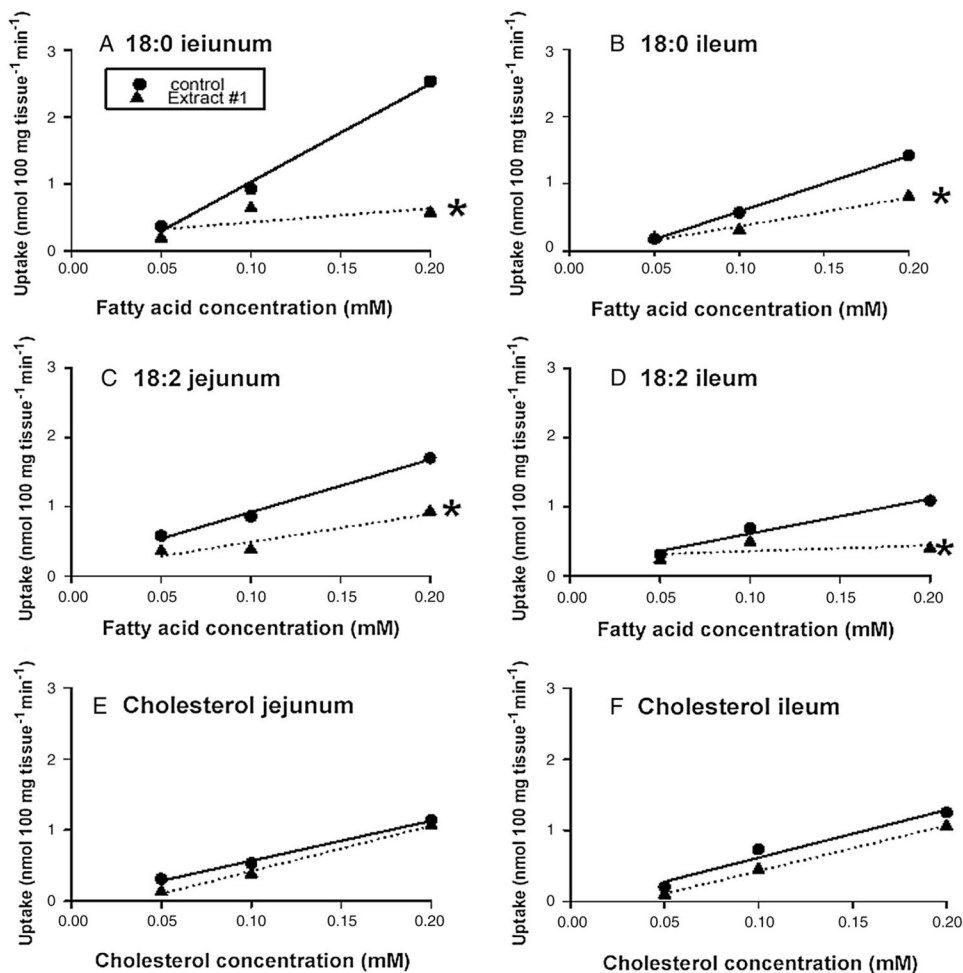 A 18:0 ieiunum
Uptake (nmol 100 mg tissue-1 min-1)
3
2
1
0
control
Extract #1
*
0.00 0.05 0.10 0.15 0.20
Fatty acid concentration (mM)
B 18:0 ileum
Uptake (nmol 100 mg tissue-1 min-1)
3
2
1
0
*
0.00 0.05 0.10 0.15 0.20
Fatty acid concentration (mM)
C 18:2 jejunum
Uptake (nmol 100 mg tissue-1 min-1)
3
2
1
0
*
0.00 0.05 0.10 0.15 0.20
Fatty acid concentration (mM)
D 18:2 ileum
Uptake (nmol 100 mg tissue-1 min-1)
3
2
1
0
*
0.00 0.05 0.10 0.15 0.20
Fatty acid concentration (mM)
E Cholesterol jejunum
Uptake (nmol 100 mg tissue-1 min-1)
3
2
1
0
0.00 0.05 0.10 0.15 0.20
Cholesterol concentration (mM)
F Cholesterol ileum
Uptake (nmol 100 mg tissue-1 min-1)
3
2
1
0
0.00 0.05 0.10 0.15 0.20
Cholesterol concentration (mM)